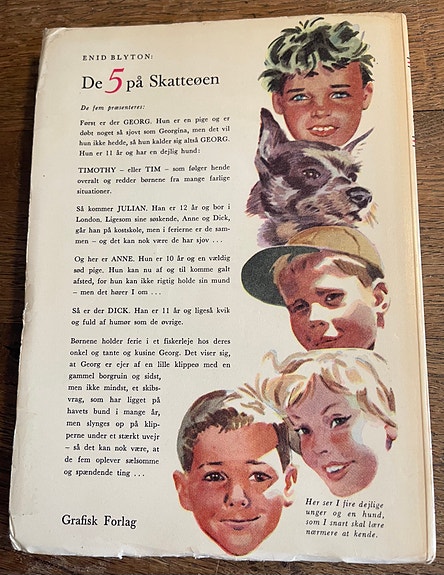 ENID BLYTON:
De 5 på Skatteøen
De fem præsenteres:
Først er der GEORG. Hun er en pige og er
døbt noget så sjovt som Georgina, men det vil
hun ikke hedde, så hun kalder sig altså GEORG.
Hun er 11 år og har en dejlig hund:
TIMOTHY – eller TIM – som følger hende
overalt og redder børnene fra mange farlige
situationer.
Så kommer JULIAN. Han er 12 år og bor i
London. Ligesom sine søskende, Anne og Dick,
går han på kostskole, men i ferierne er de sam-
men – og det kan nok være de har sjov . . .
Og her er ANNE. Hun er 10 år og en vældig
sød pige. Hun kan nu af og til komme galt
afsted, for hun kan ikke rigtig holde sin mund
– men det hører I om . . .
Så er der DICK. Han er 11 år og ligeså kvik
og fuld af humør som de øvrige.
Børnene holder ferie i et fiskerleje hos deres
onkel og tante og kusine Georg. Det viser sig,
at Georg er ejer af en lille klippeø med en
gammel borgruin og sidst,
men ikke mindst, et skibs-
vrag, som har ligget på
havets bund i mange år,
men slynges op på klip-
perne under et stærkt uvejr
– så det kan nok være, at
de fem oplever sælsomme
og spændende ting . . .
Her ser I fire dejlige
unger og en hund,
som I snart skal lære
nærmere at kende.
Grafisk Forlag